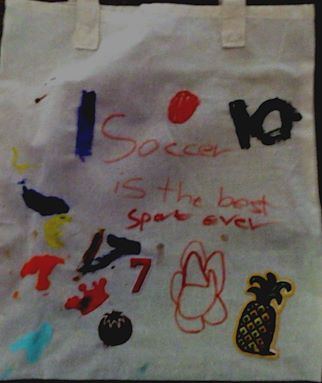 10
Soccer
is the best
sport ever
7